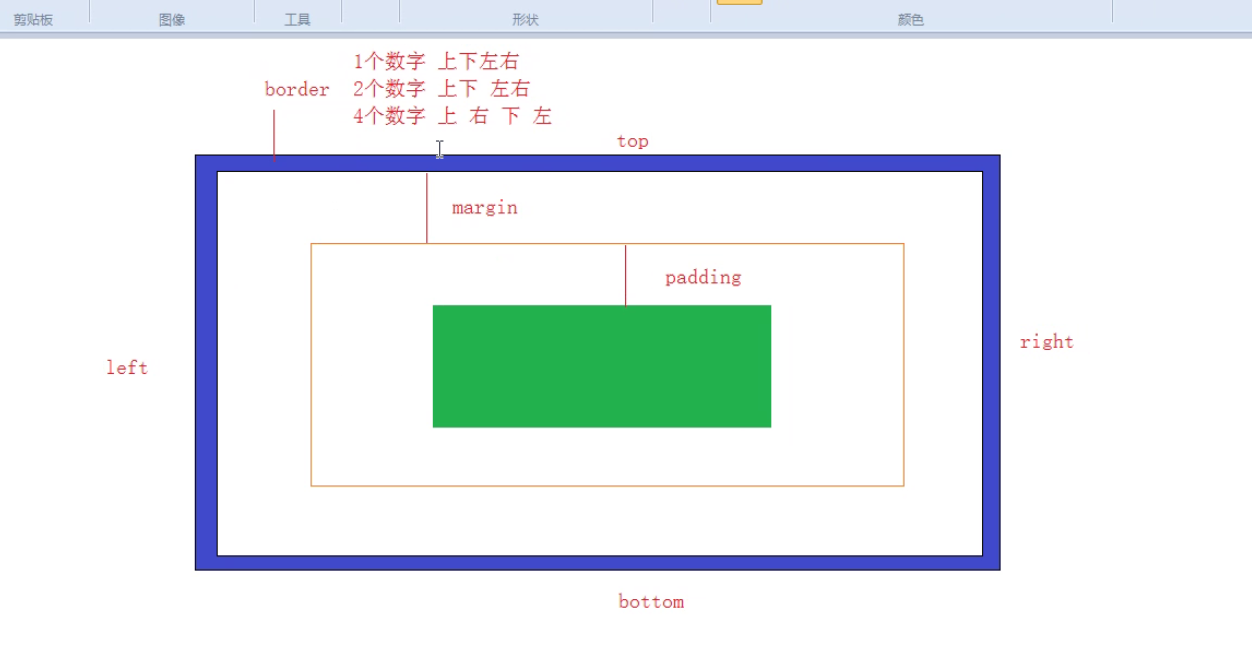 剪贴板
图像
工具
形状
颜色
1个数字 上下左右
border 2个数字 上下 左右
4个数字 上 右 下 左
top
margin
padding
right
left
bottom